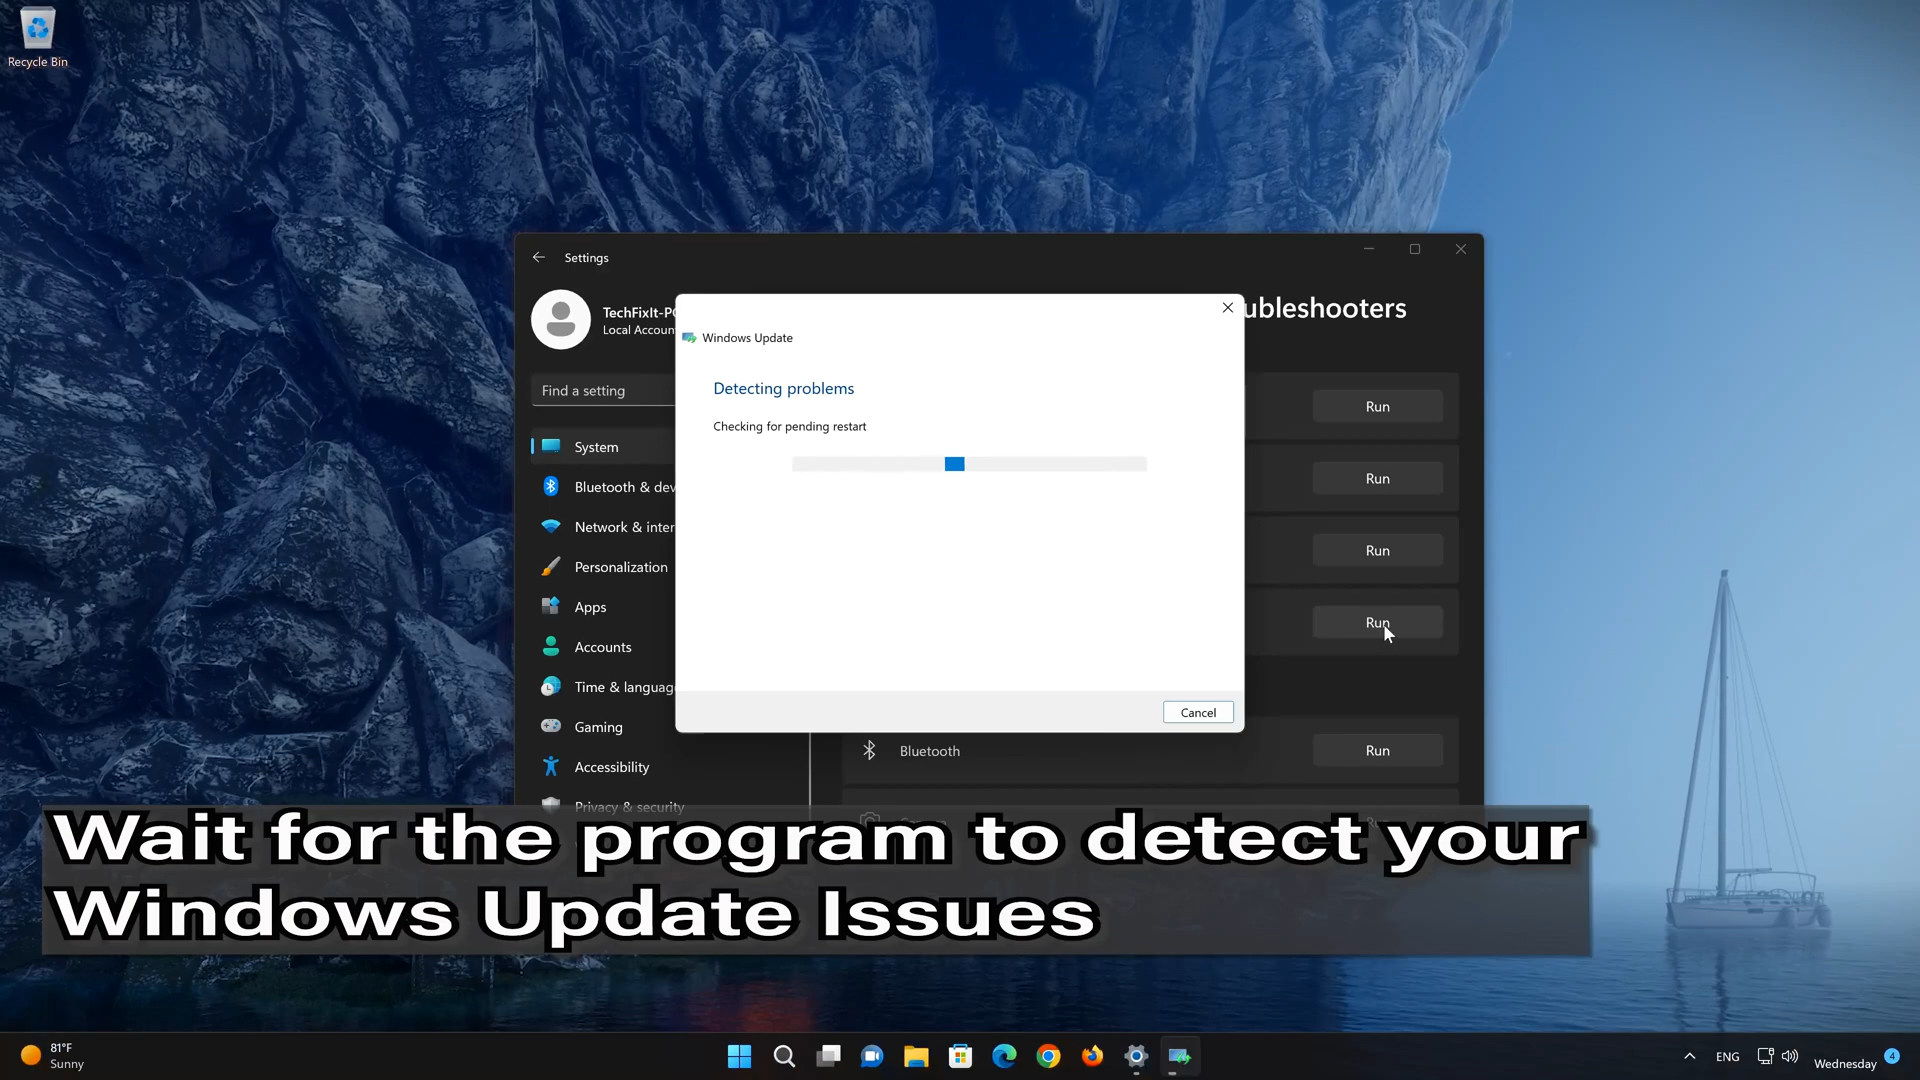 Recycle Bin
Settings
TechFixIt-PC
Local Accoun
ubleshooters
Find a setting
System
Bluetooth & dev
Network & inter
Personalization
Apps
Accounts
Time & languag
Gaming
Accessibility
Privacy & security
Windows Update
Detecting problems
Checking for pending restart
Cancel
Run
Run
Run
Run
Bluetooth
Run
Wait for the program to detect your
Windows Update Issues
81°F
Sunny
ENG
Wednesday
4